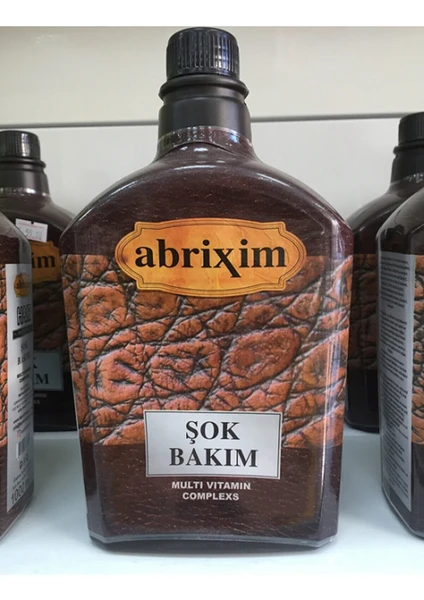 abrixim
ŞOK
BAKIM
MULTI VITAMIN
COMPLEXS